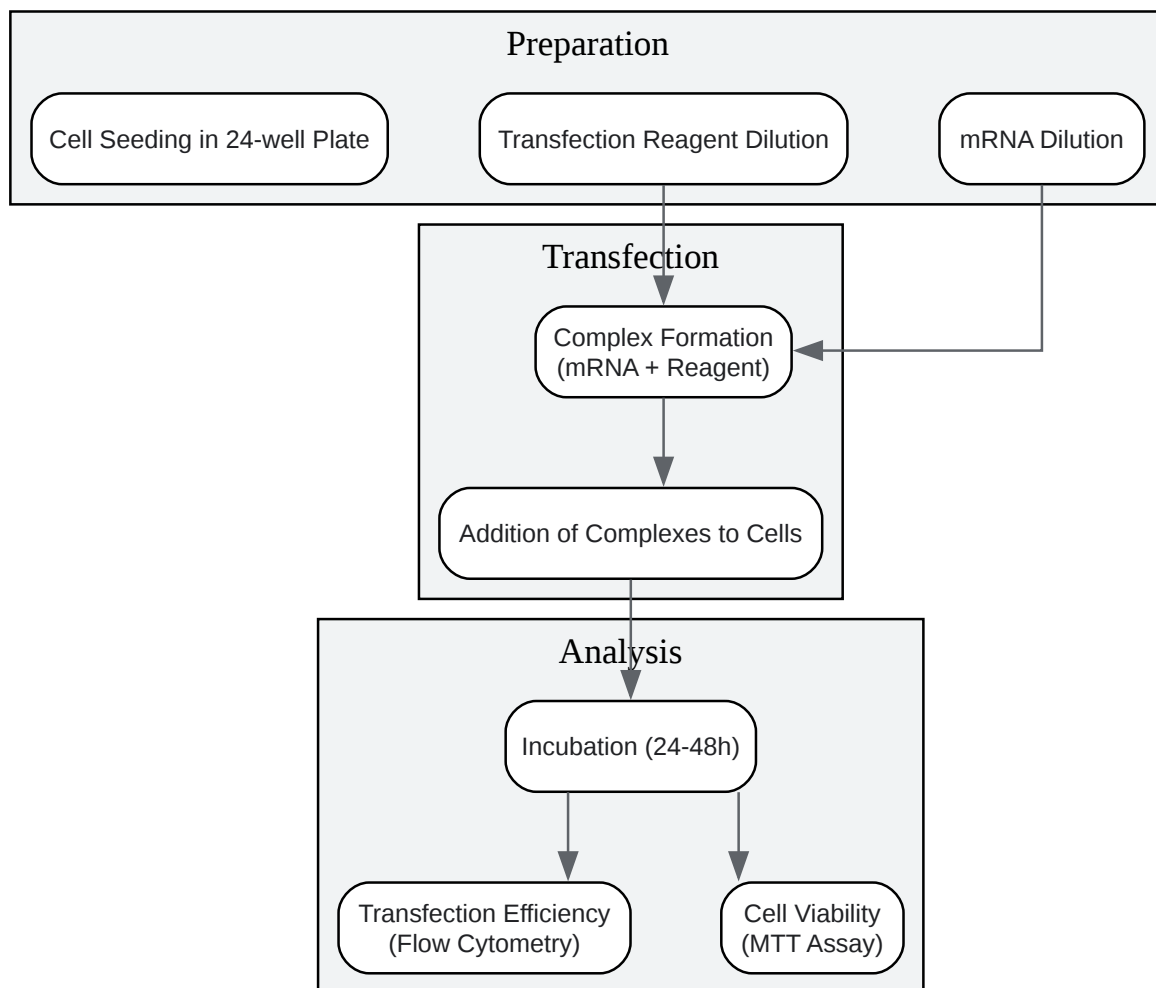 Preparation
Cell Seeding in 24-well Plate
Transfection Reagent Dilution
mRNA Dilution
Transfection
Complex Formation
(mRNA + Reagent)
Addition of Complexes to Cells
Analysis
Incubation (24-48h)
Transfection Efficiency
(Flow Cytometry)
Cell Viability
(MTT Assay)